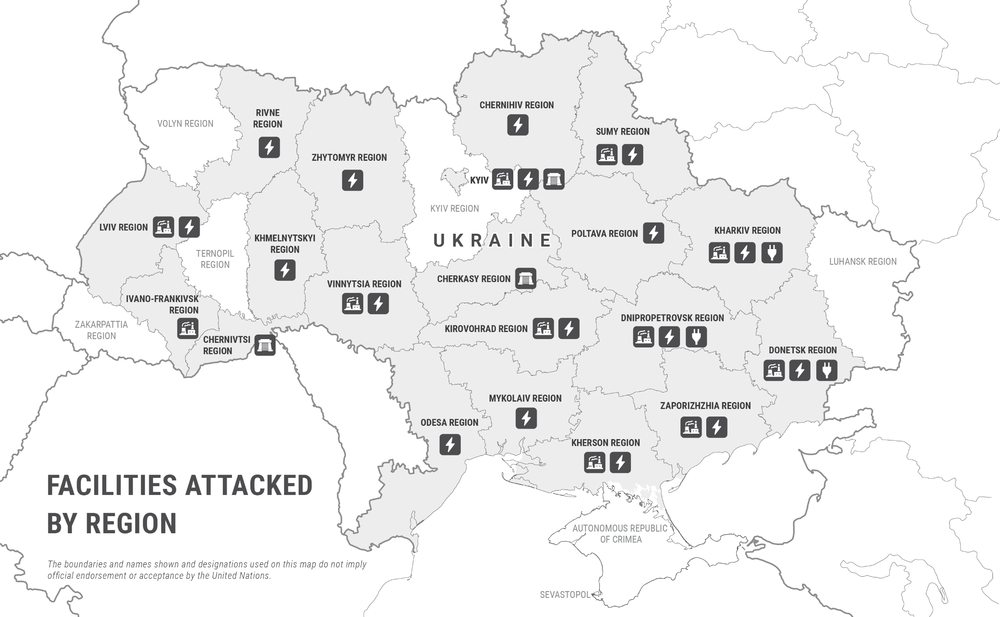 CHERNIHIV REGION
RIVNE
REGION
VOLYN REGION
SUMY REGION
ZHYTOMYR REGION
KYIV
KYIV REGION
LVIV REGION
KHMELNYTSKYI
REGION
UKRAINE
POLTAVA REGION
KHARKIV REGION
TERNOPIL
REGION
LUHANSK REGION
CHERKASY REGION
VINNYTSIA REGION
IVANO-FRANKIVSK
REGION
ZAKARPATTIA
REGION
CHERNIVTSI
REGION
KIROVOHRAD REGION
DNIPROPETROVSK REGION
DONETSK REGION
MYKOLAIV REGION
ZAPORIZHZHIA REGION
ODESA REGION
KHERSON REGION
FACILITIES ATTACKED
BY REGION
AUTONOMOUS REPUBLIC
OF CRIMEA
The boundaries and names shown and designations used on this map do not imply
official endorsement or acceptance by the United Nations.
SEVASTOPOL